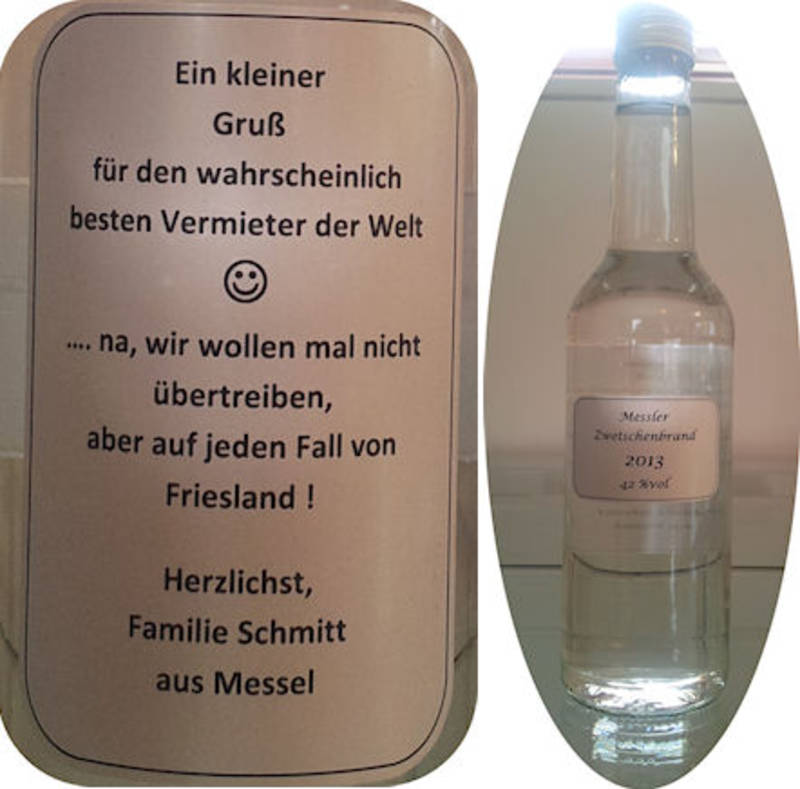 Ein kleiner
Gruß
für den wahrscheinlich
besten Vermieter der Welt
☺
.... na, wir wollen mal nicht
übertreiben,
aber auf jeden Fall von
Friesland !
Herzlichst,
Familie Schmitt
aus Messel
Messler
Zwetschenbrand
2013
42 %vol